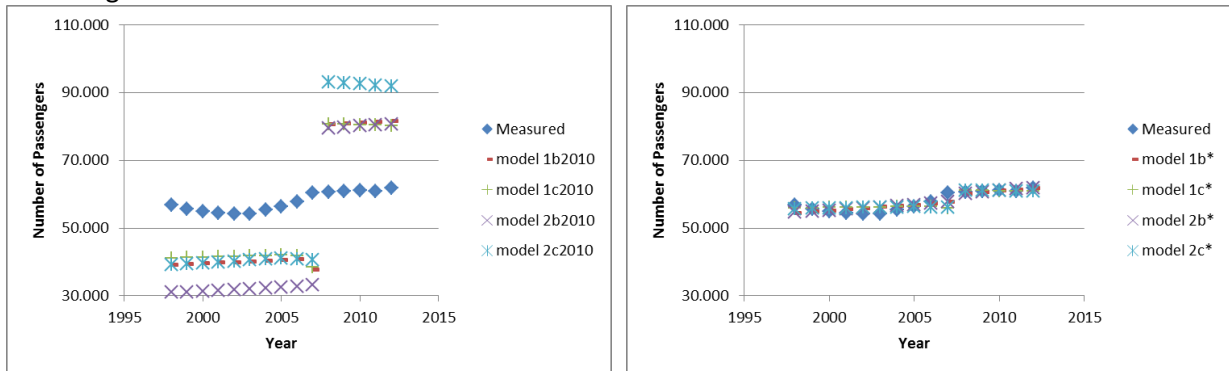 110.000
90.000
70.000
50.000
30.000
Number of Passengers
1995
2000
2005
2010
2015
Year
Measured
model 1b2010
model 1c2010
model 2b2010
model 2c2010
110.000
90.000
70.000
50.000
30.000
Number of Passengers
1995
2000
2005
2010
2015
Year
Measured
model 1b*
model 1c*
model 2b*
model 2c*